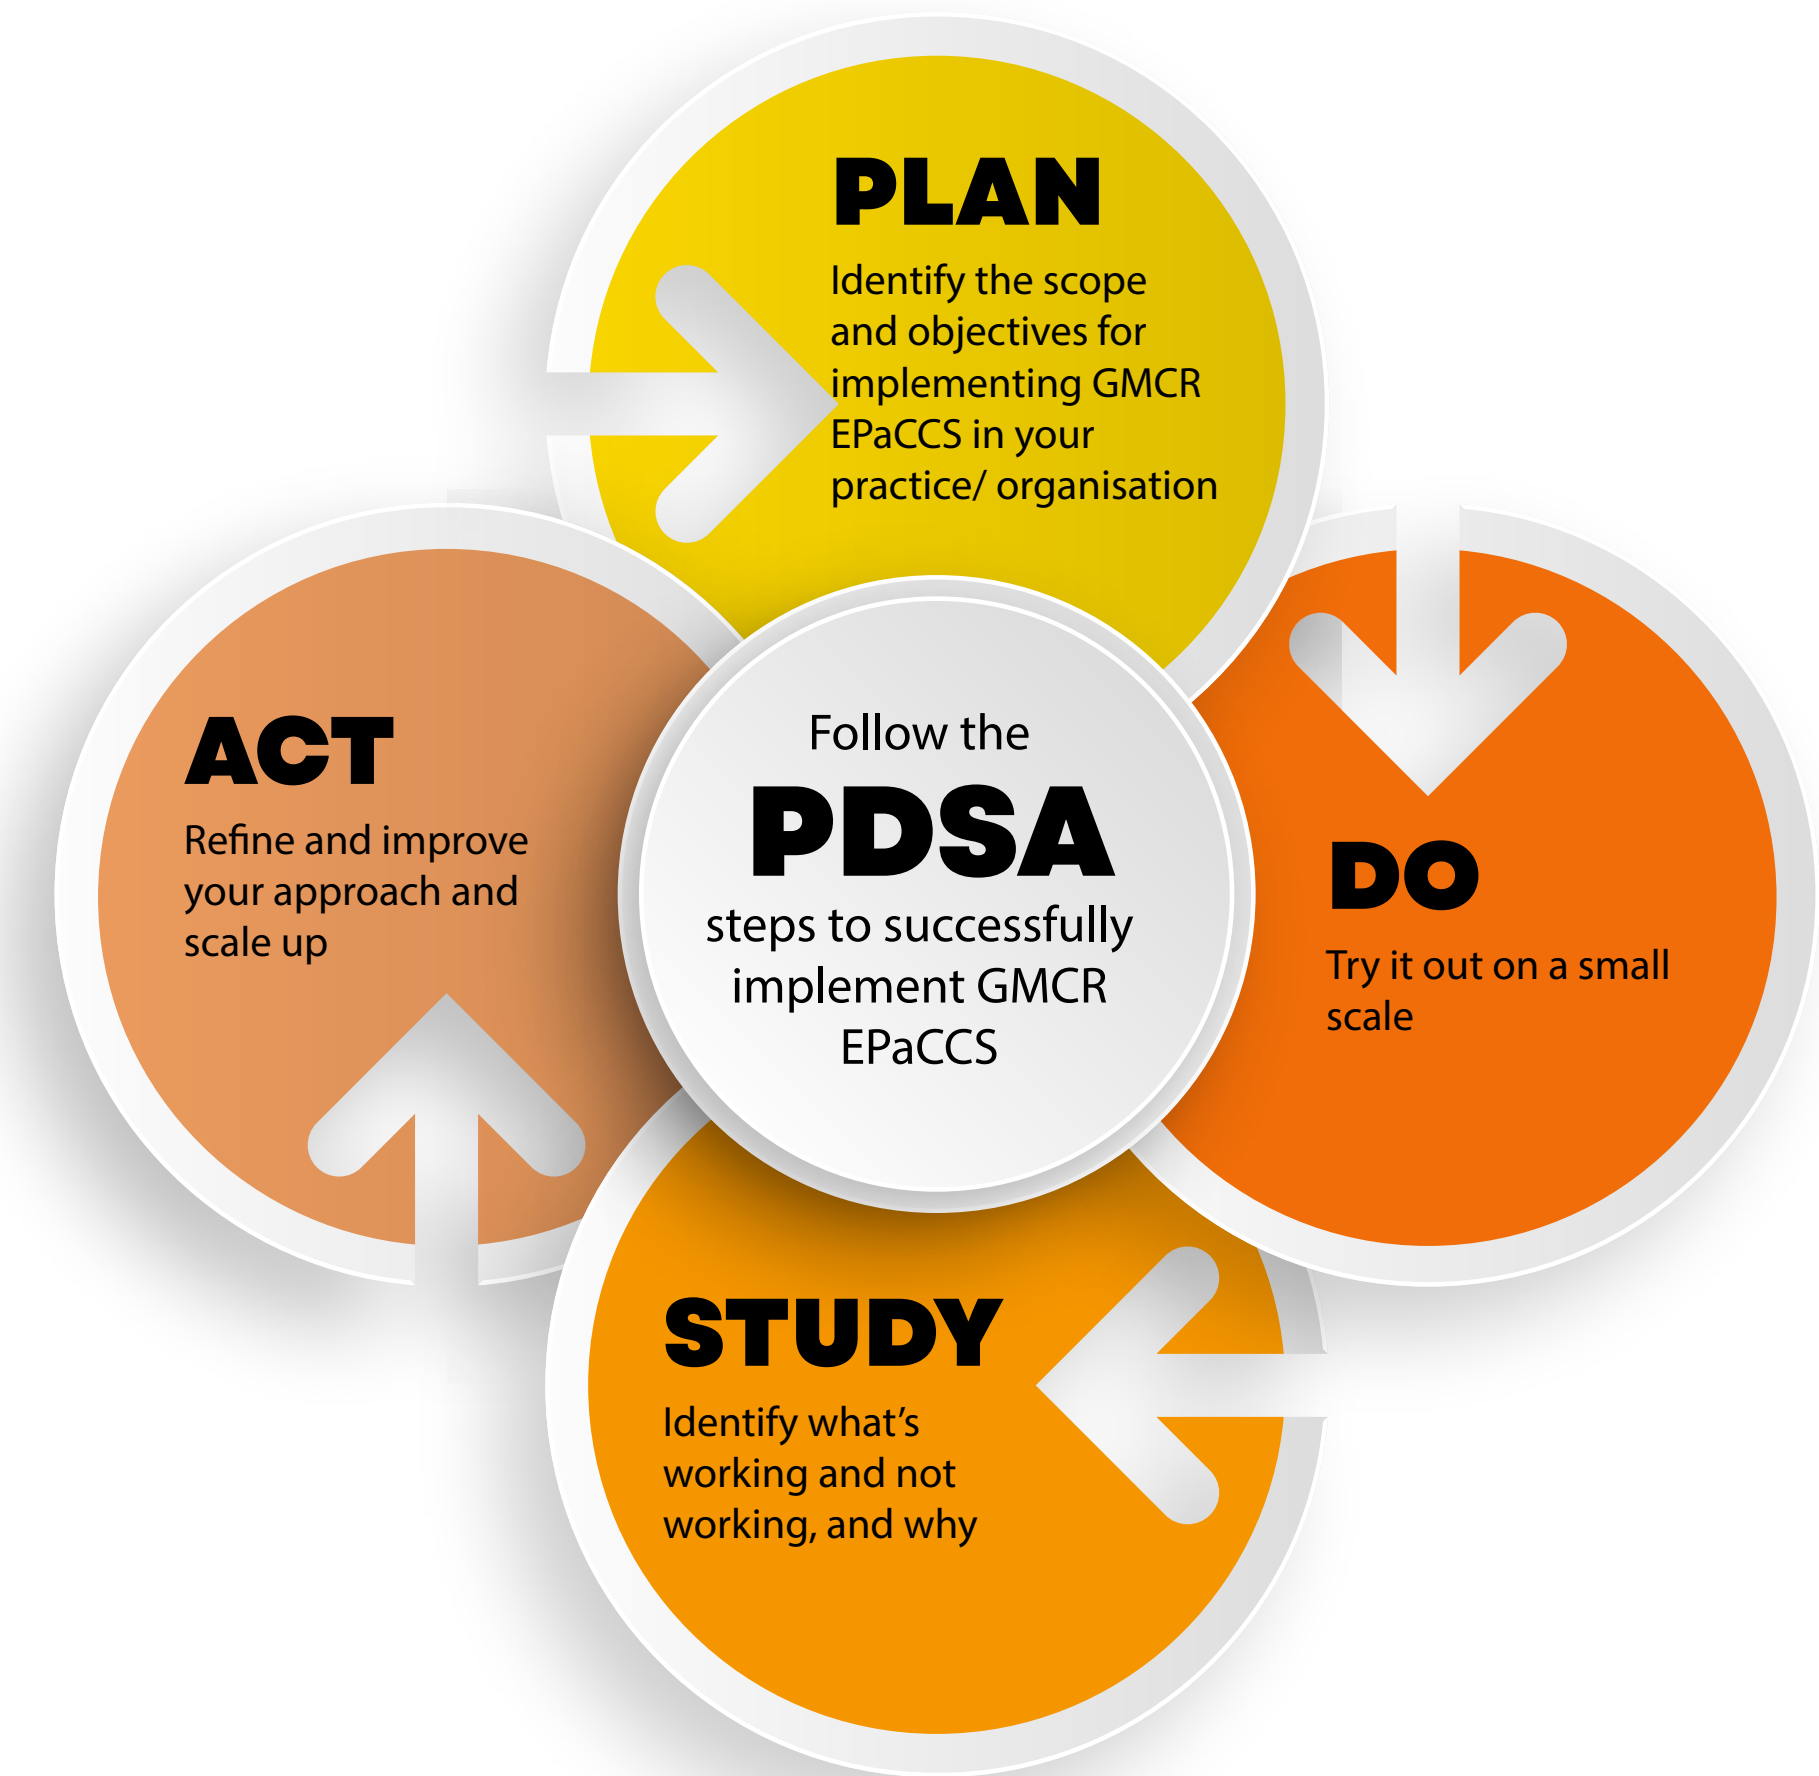 PLAN
Identify the scope
and objectives for
implementing GMCR
EPaCCS in your
practice/ organisation
DO
Try it out on a small
scale
STUDY
Identify what’s
working and not
working, and why
ACT
Refine and improve
your approach and
scale up
Follow the
PDSA
steps to successfully
implement GMCR
EPaCCS